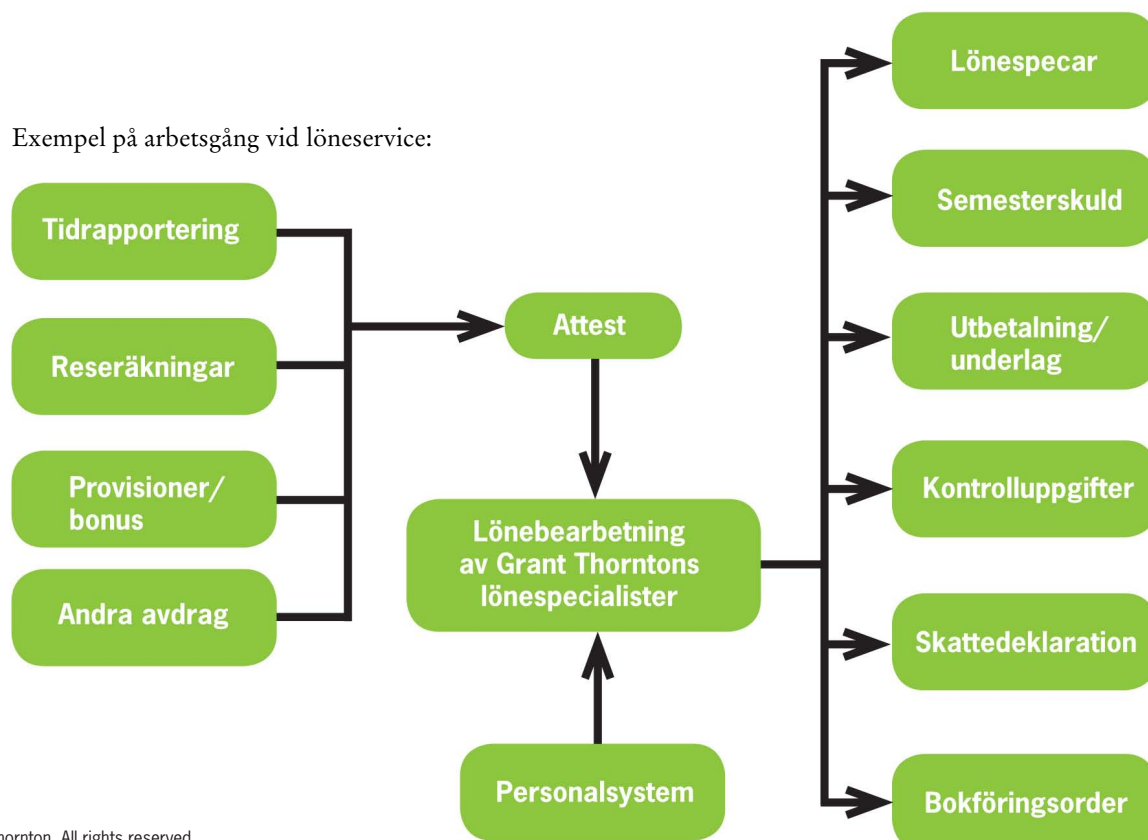 Exempel på arbetsgång vid löneservice:
Tidrapportering
Reseräkningar
Provisioner/
bonus
Andra avdrag
Attest
Lönebearbetning
av Grant Thorntons
lönespecialister
Personalsystem
Lönespecar
Semesterskuld
Utbetalning/
underlag
Kontrolluppgifter
Skattedeklaration
Bokföringsorder
hornton. All rights reserved